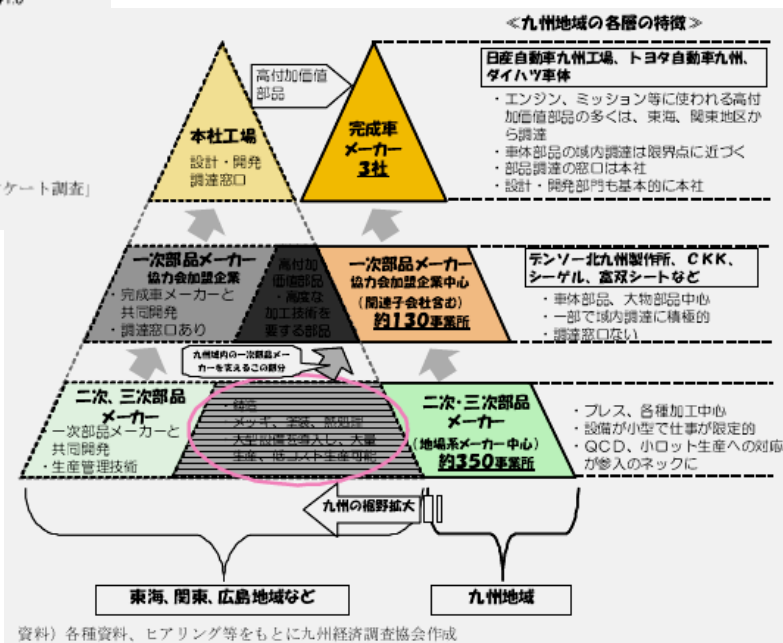 ≪九州地域の各層の特徴≫
高付加価値
部品
日産自動車九州工場、トヨタ自動車九州、
ダイハツ車体
・エンジン、ミッション等に使われる高付
加価値部品の多くは、東海、関東地区か
ら調達
・車体部品の域内調達は限界点に近づく
・部品調達の窓口は本社
・設計・開発部門も基本的に本社
本社工場
設計・開発
調達窓口
完成車
メーカー
3社
ケート調査」
一次部品メーカー
協力会加盟企業
・完成車メーカーと
共同開発
・調達窓口あり
高付加
価値部品
・高度な
加工技術を
要する部品
一次部品メーカー
協力会加盟企業中心
(関連子会社含む)
約130事業所
デンソー北九州製作所、CKK、
シーゲル、富双シートなど
・車体部品、大物部品中心
・一部で域内調達に積極的
・調達窓口ない
九州域内の一次部品メー
カーを支えるこの部分
二次、三次部品
メーカー
・一次部品メーカーと
共同開発
・生産管理技術
・鋳造
・メッキ、塗装、熱処理
・大型設備を導入し、大量
生産、低コスト生産可能
二次・三次部品
メーカー
(地場系メーカー中心)
約350事業所
・プレス、各種加工中心
・設備が小型で仕事が限定的
・QCD、小ロット生産への対応
が参入のネックに
九州の裾野拡大
東海、関東、広島地域など
九州地域
資料）各種資料、ヒアリング等をもとに九州経済調査協会作成